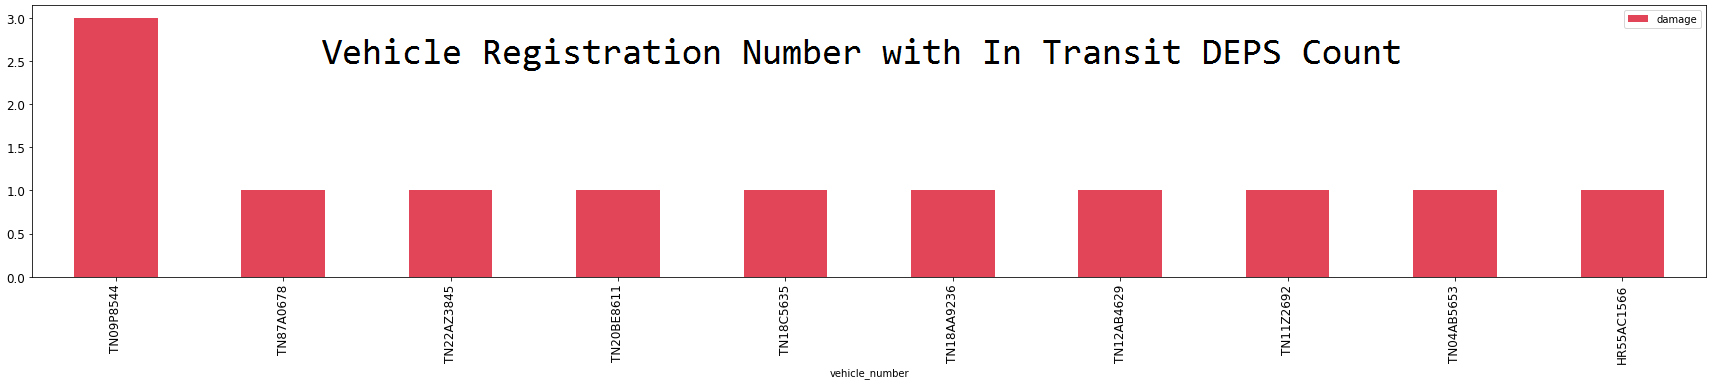 Vehicle Registration Number with In Transit DEPS Count
damage
3.0
2.5
2.0
1.5
1.0
0.5
0.0
TN09P8544
TN87A0678
TN22AZ3845
TN20BE8611
TN18C5635
TN18AA9236
TN12AB4629
TN11Z2692
TN04AB5653
HR55AC1566
vehicle_number